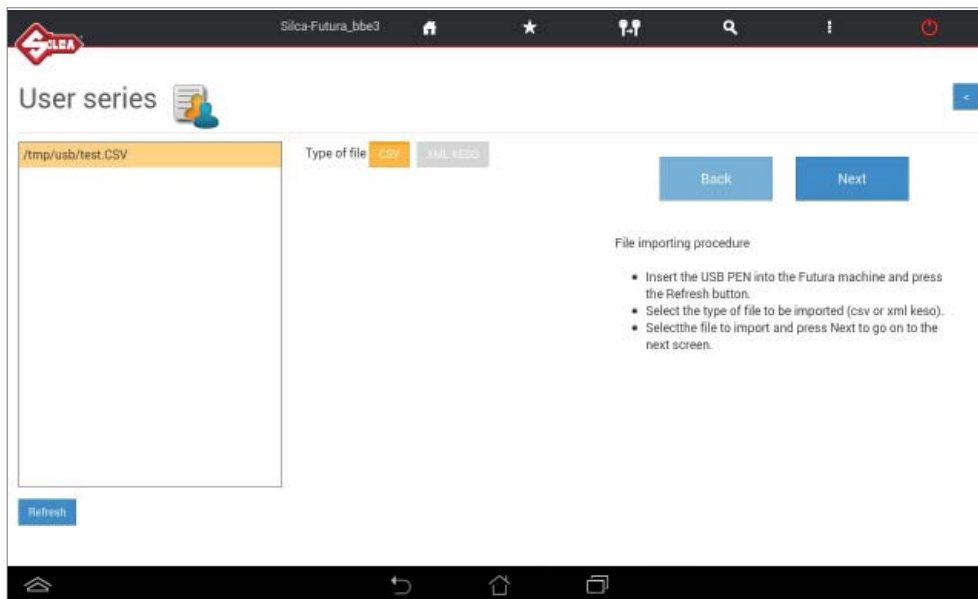 Silca-Futura_bbe3
SILCA
User series
<
/tmp/usb/test.CSV
Type of file CSV XML KESO
Back Next
File importing procedure
• Insert the USB PEN into the Futura machine and press
the Refresh button.
• Select the type of file to be imported (csv or xml keso).
• Selectthe file to import and press Next to go on to the
next screen.
Refresh